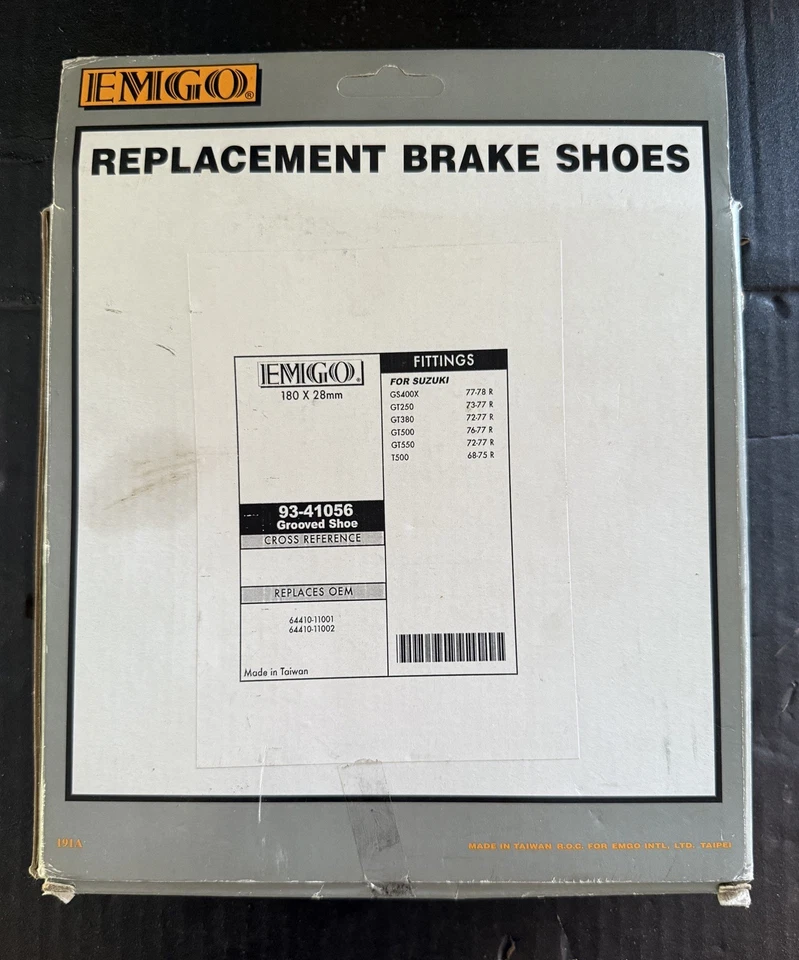 EMGO®
REPLACEMENT BRAKE SHOES
EMGO®
180 X 28mm
93-41056
Grooved Shoe
CROSS REFERENCE
REPLACES OEM
64410-11001
64410-11002
Made in Taiwan
FITTINGS
FOR SUZUKI
GS400X 77-78 R
GT250 73-77 R
GT380 72-77 R
GT500 76-77 R
GT550 72-77 R
T500 68-75 R
191A
MADE IN TAIWAN R.O.C. FOR EMGO INTL. LTD. TAIPEI